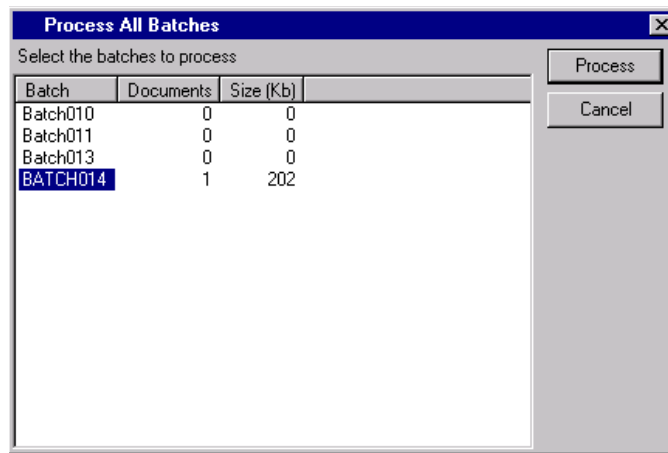 Process All Batches
Select the batches to process
Process
Cancel
Batch Documents Size (Kb)
Batch010 0 0
Batch011 0 0
Batch013 0 0
BATCH014 1 202